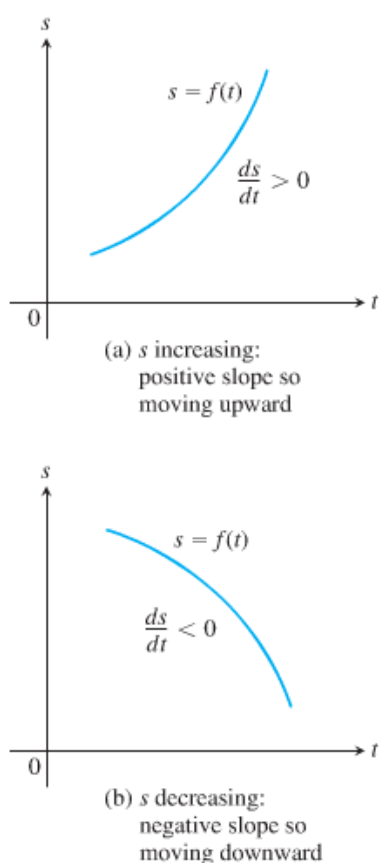 s
s = f(t)
ds/dt > 0
0
t
(a) s increasing:
positive slope so
moving upward
s
s = f(t)
ds/dt < 0
0
t
(b) s decreasing:
negative slope so
moving downward